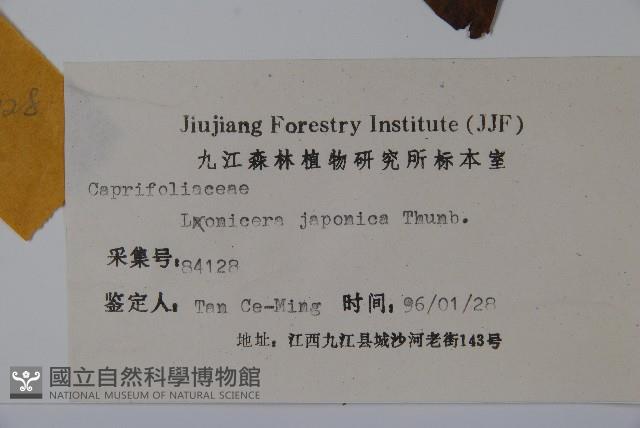 28
Jiujiang Forestry Institute (JJF)
九江森林植物研究所标本室
Caprifoliaceae
Lxonicera japonica Thunb.
采集号:84128
鉴定人: Tan Ce-Ming 时间: 96/01/28
地址: 江西九江县城沙河老街143号
國立自然科學博物館
NATIONAL MUSEUM OF NATURAL SCIENCE